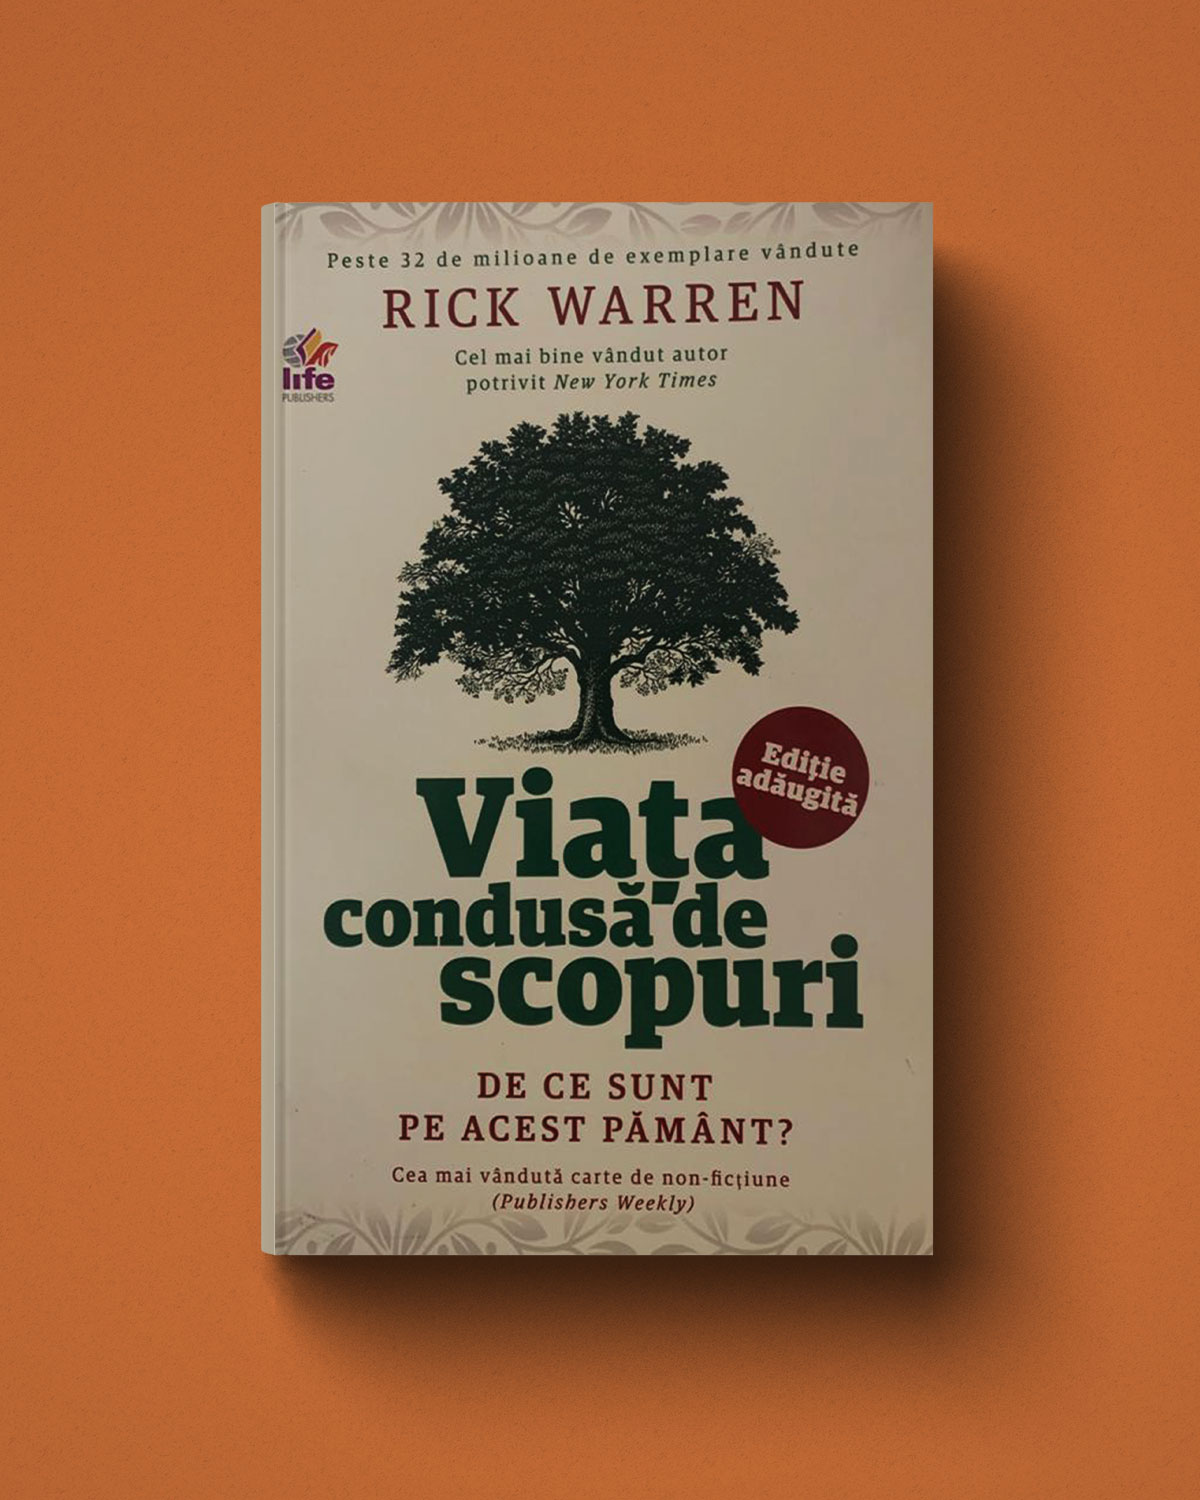 Peste 32 de milioane de exemplare vândute
RICK WARREN
Cel mai bine vândut autor
potrivit New York Times
life
PUBLISHERS
Ediție
adăugită
Viața
condusă de
scopuri
DE CE SUNT
PE ACEST PĂMÂNT?
Cea mai vândută carte de non-ficțiune
(Publishers Weekly)